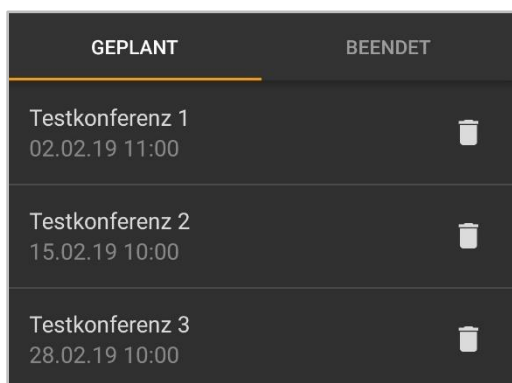 GEPLANT BEENDET
Testkonferenz 1
02.02.19 11:00
Testkonferenz 2
15.02.19 10:00
Testkonferenz 3
28.02.19 10:00